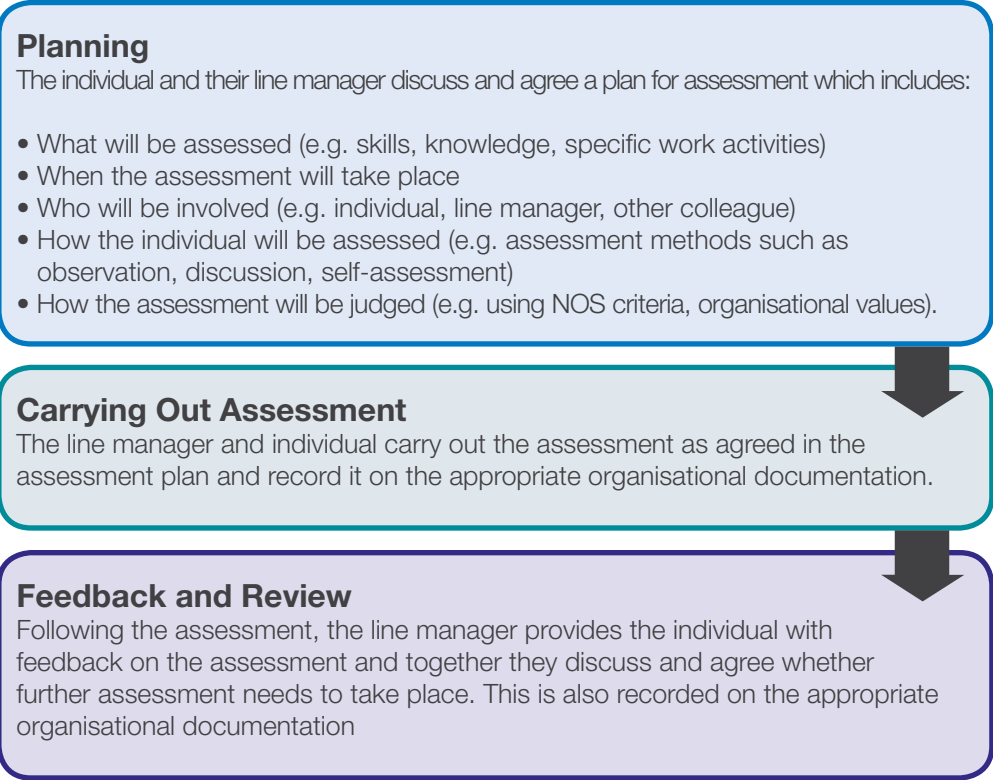 Planning
The individual and their line manager discuss and agree a plan for assessment which includes:
• What will be assessed (e.g. skills, knowledge, specific work activities)
• When the assessment will take place
• Who will be involved (e.g. individual, line manager, other colleague)
• How the individual will be assessed (e.g. assessment methods such as
observation, discussion, self-assessment)
• How the assessment will be judged (e.g. using NOS criteria, organisational values).
Carrying Out Assessment
The line manager and individual carry out the assessment as agreed in the
assessment plan and record it on the appropriate organisational documentation.
Feedback and Review
Following the assessment, the line manager provides the individual with
feedback on the assessment and together they discuss and agree whether
further assessment needs to take place. This is also recorded on the appropriate
organisational documentation